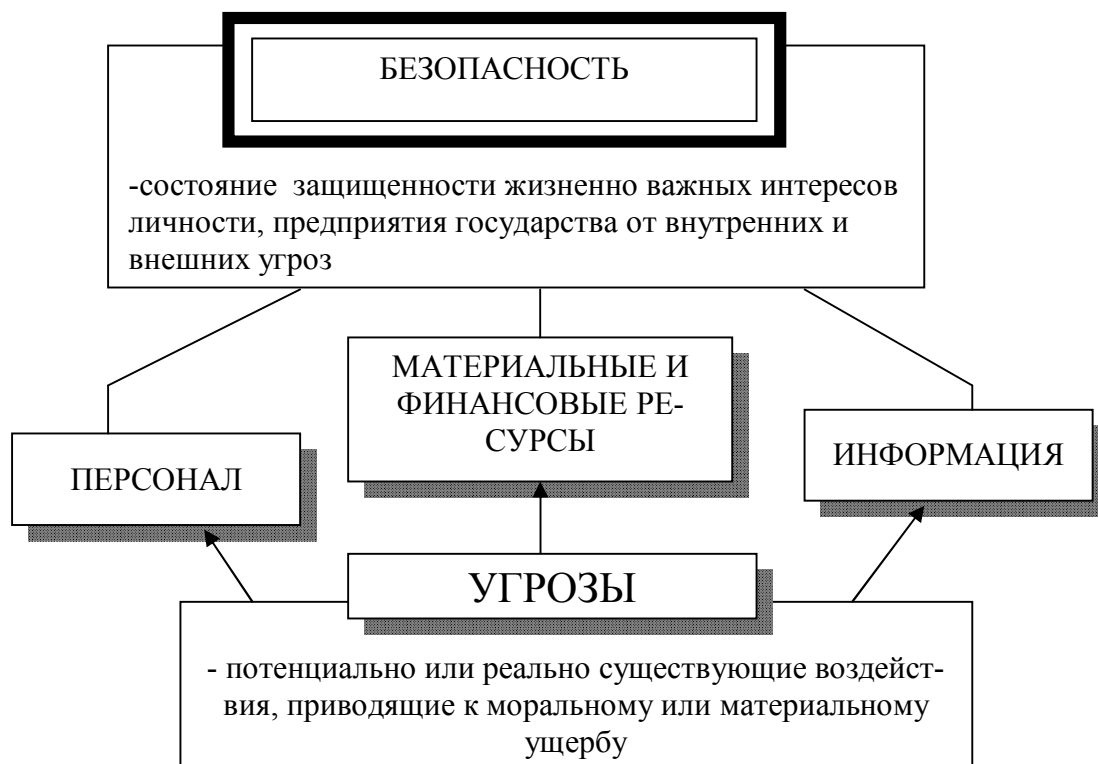 БЕЗОПАСНОСТЬ
-состояние защищенности жизненно важных интересов
личности, предприятия государства от внутренних и
внешних угроз
МАТЕРИАЛЬНЫЕ И
ФИНАНСОВЫЕ РЕ-
СУРСЫ
ПЕРСОНАЛ
ИНФОРМАЦИЯ
УГРОЗЫ
- потенциально или реально существующие воздейст-
вия, приводящие к моральному или материальному
ущербу